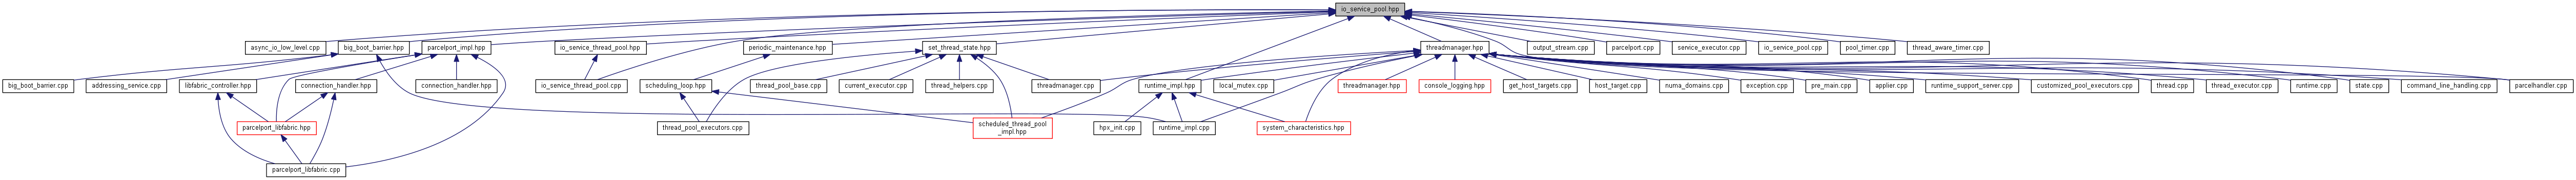 io_service_pool.hpp
async_io_low_level.cpp
big_boot_barrier.hpp
parcelport_impl.hpp
io_service_thread_pool.hpp
periodic_maintenance.hpp
set_thread_state.hpp
threadmanager.hpp
output_stream.cpp
parcelport.cpp
service_executor.cpp
io_service_pool.cpp
pool_timer.cpp
thread_aware_timer.cpp
big_boot_barrier.cpp
addressing_service.cpp
libfabric_controller.hpp
connection_handler.hpp
connection_handler.hpp
io_service_thread_pool.cpp
scheduling_loop.hpp
thread_pool_base.cpp
current_executor.cpp
thread_helpers.cpp
threadmanager.cpp
runtime_impl.hpp
local_mutex.cpp
threadmanager.hpp
console_logging.hpp
get_host_targets.cpp
host_target.cpp
numa_domains.cpp
exception.cpp
pre_main.cpp
applier.cpp
runtime_support_server.cpp
customized_pool_executors.cpp
thread.cpp
thread_executor.cpp
runtime.cpp
state.cpp
command_line_handling.cpp
parcelhandler.cpp
parcelport_libfabric.hpp
thread_pool_executors.cpp
scheduled_thread_pool
_impl.hpp
hpx_init.cpp
runtime_impl.cpp
system_characteristics.hpp
parcelport_libfabric.cpp